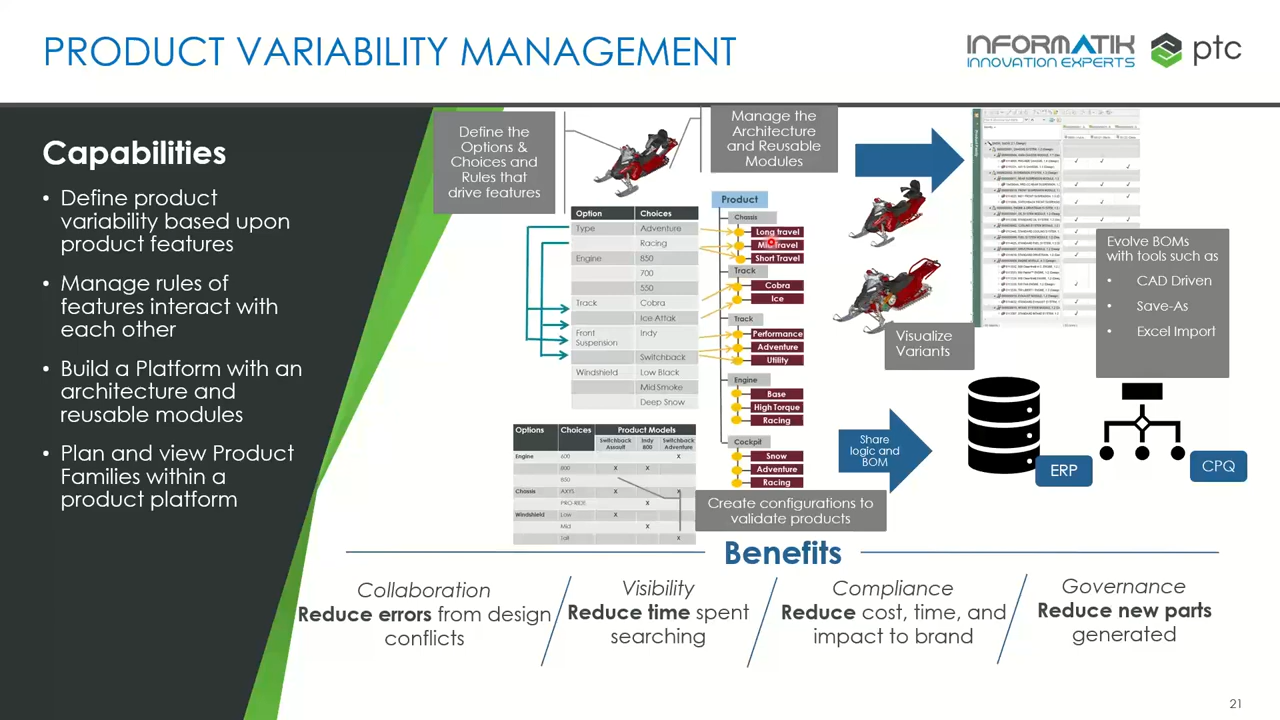 PRODUCT VARIABILITY MANAGEMENT
INFORMATIK
INNOVATION EXPERTS
ptc
Capabilities
• Define product
variability based upon
product features
• Manage rules of
features interact with
each other
• Build a Platform with an
architecture and
reusable modules
• Plan and view Product
Families within a
product platform
Define the
Options &
Choices and
Rules that
drive features
Manage the
Architecture
and Reusable
Modules
Option Choices
Type Adventure
Racing
Engine 850
700
550
Track Cobra
Ice Attak
Front
Suspension
Indy
Switchback
Windshield Low Black
Mid Smoke
Deep Snow
Product
Chassis
Long travel
Mid travel
Short Travel
Track
Cobra
Ice
Track
Performance
Adventure
Utility
Engine
Base
High Torque
Racing
Cockpit
Snow
Adventure
Racing
Options Choices Product Models
Switchback
Assault
Indy
800
Switchback
Adventure
Engine 600 X
800 X X
850
Chassis AXYS X X
PRO-RIDE X
Windshield Low X
Mid X
Tall X
Create configurations to
validate products
Visualize
Variants
Evolve BOMs
with tools such as
• CAD Driven
• Save-As
• Excel Import
Share
logic and
BOM
ERP
CPQ
Benefits
Collaboration
Reduce errors from design
conflicts
Visibility
Reduce time spent
searching
Compliance
Reduce cost, time, and
impact to brand
Governance
Reduce new parts
generated
21